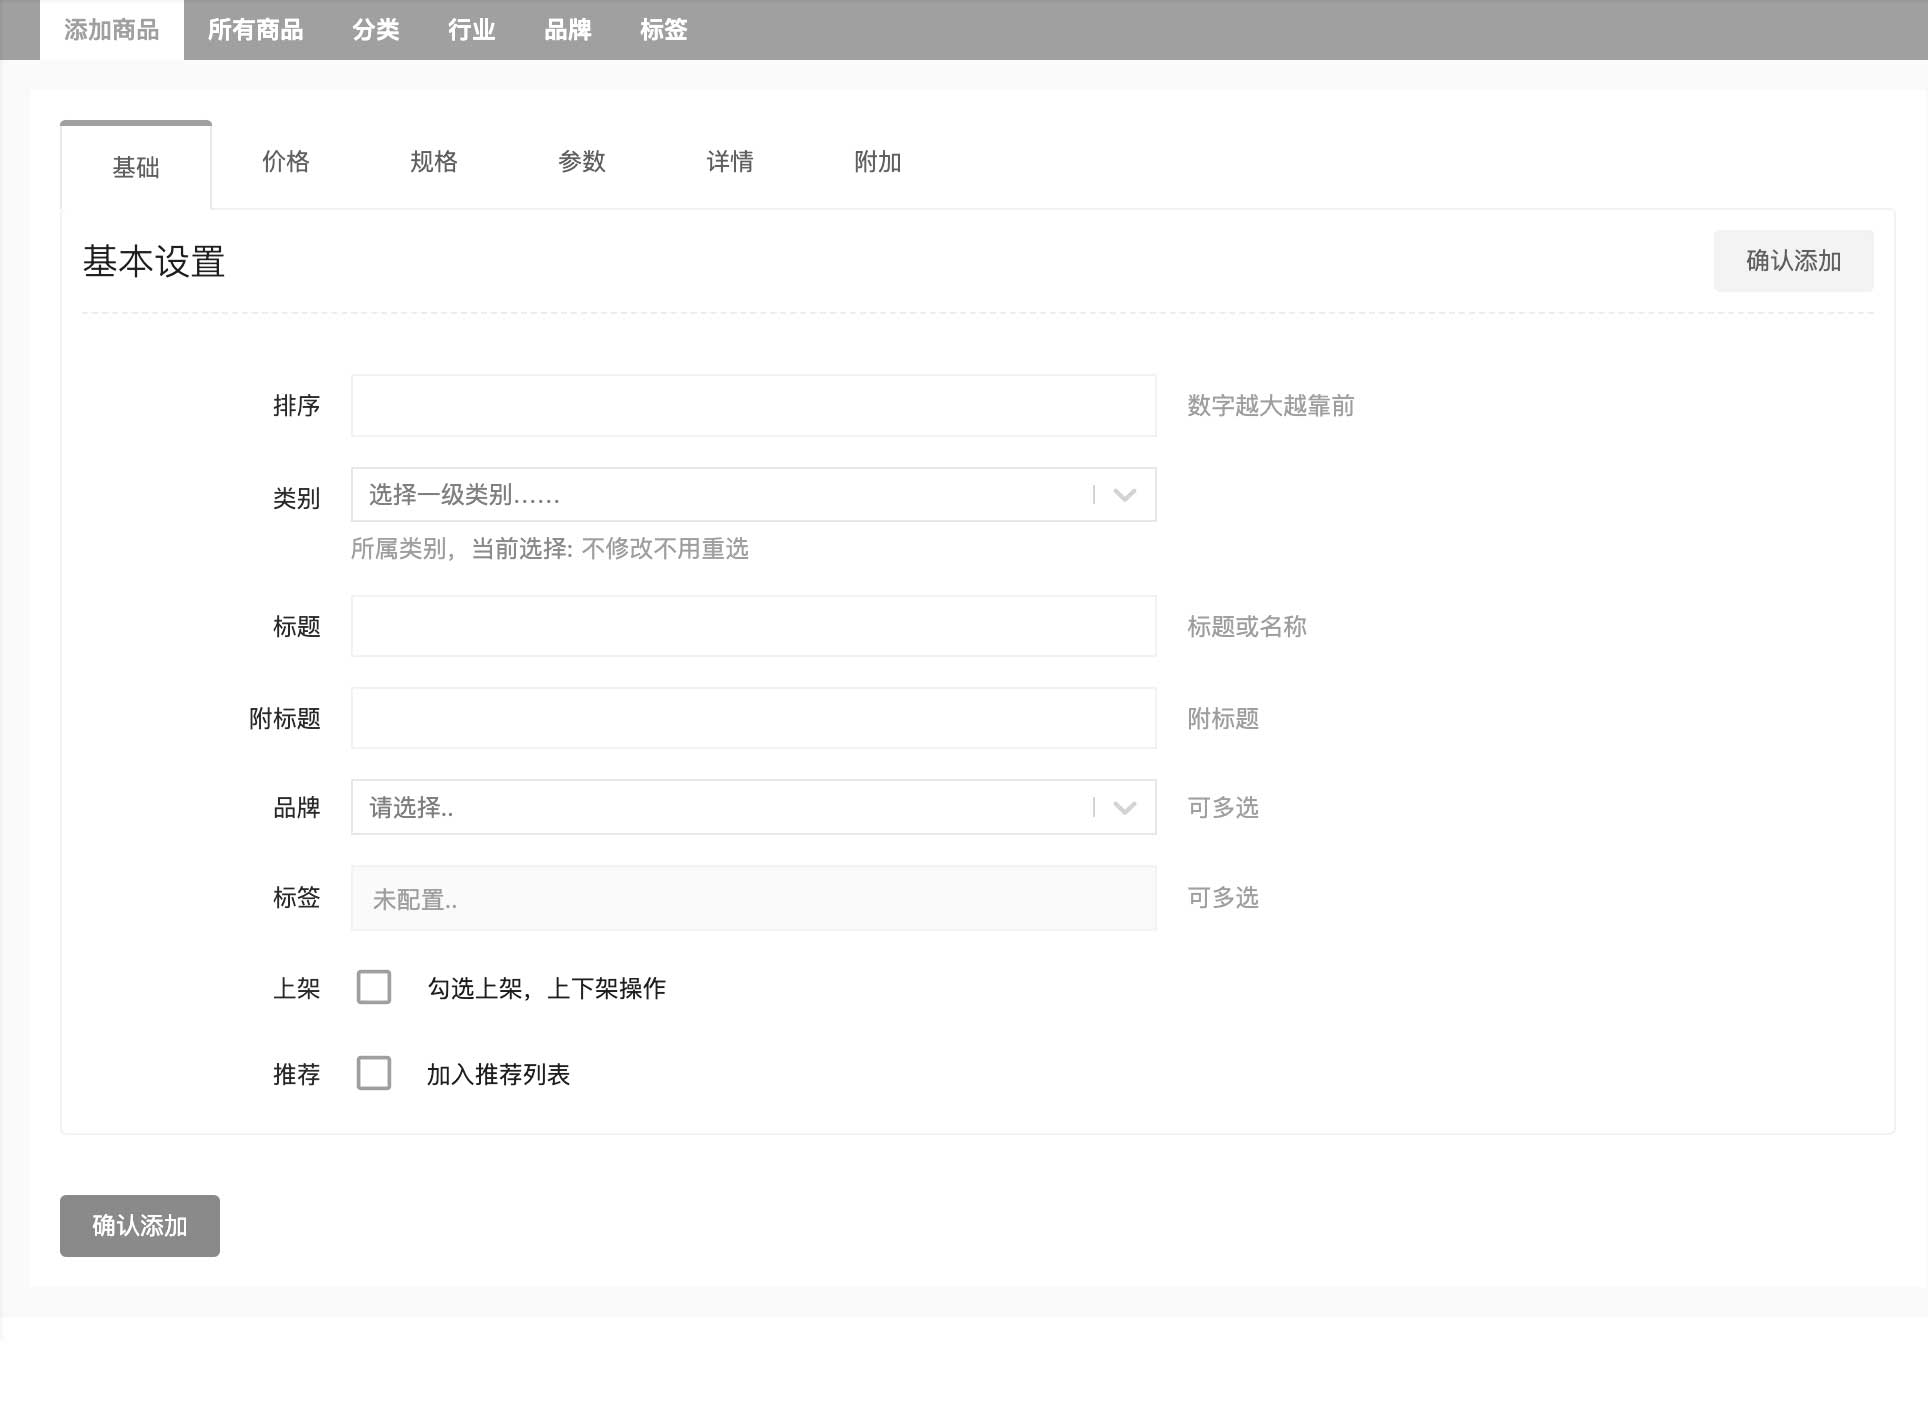 添加商品 所有商品 分类 行业 品牌 标签
基础 价格 规格 参数 详情 附加
基本设置 确认添加
排序 数字越大越靠前
类别 选择一级类别......
所属类别，当前选择: 不修改不用重选
标题 标题或名称
附标题 附标题
品牌 请选择.. 可多选
标签 未配置.. 可多选
上架 勾选上架，上下架操作
推荐 加入推荐列表
确认添加